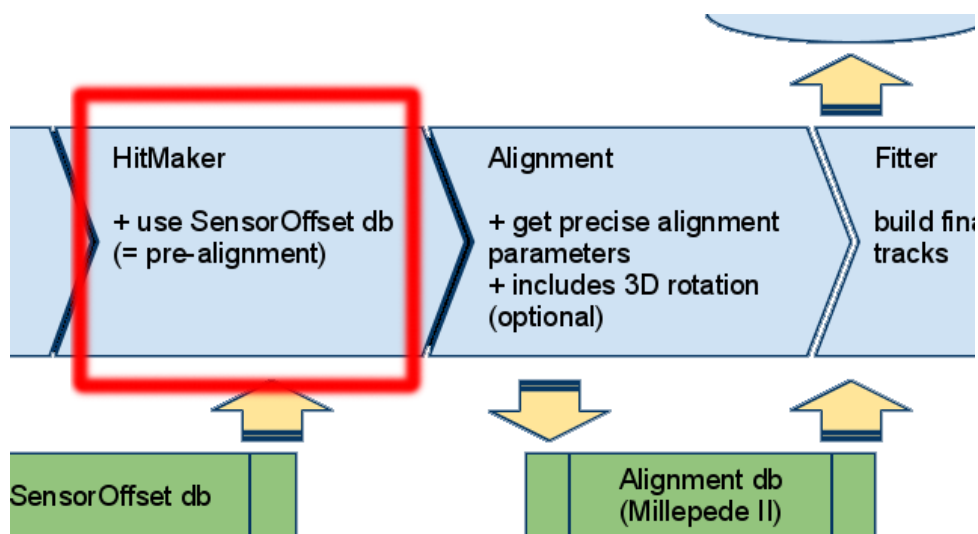 HitMaker
+ use SensorOffset db
(= pre-alignment)
Alignment
+ get precise alignment
parameters
+ includes 3D rotation
(optional)
Fitter
build fina
tracks
SensorOffset db
Alignment db
(Millepede II)